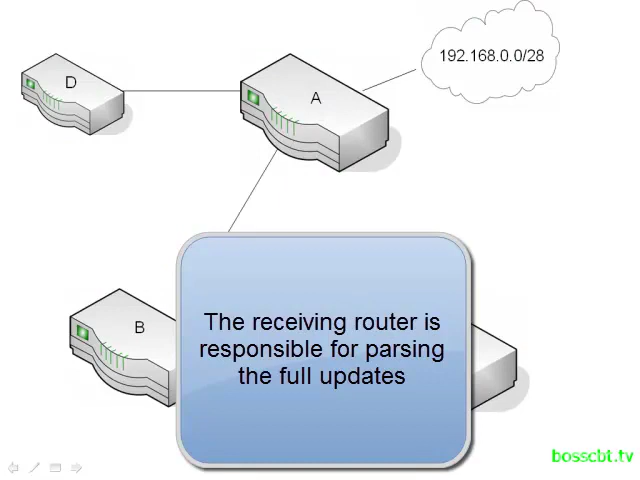 D
A
192.168.0.0/28
B
The receiving router is
responsible for parsing
the full updates
bosscbt.tv